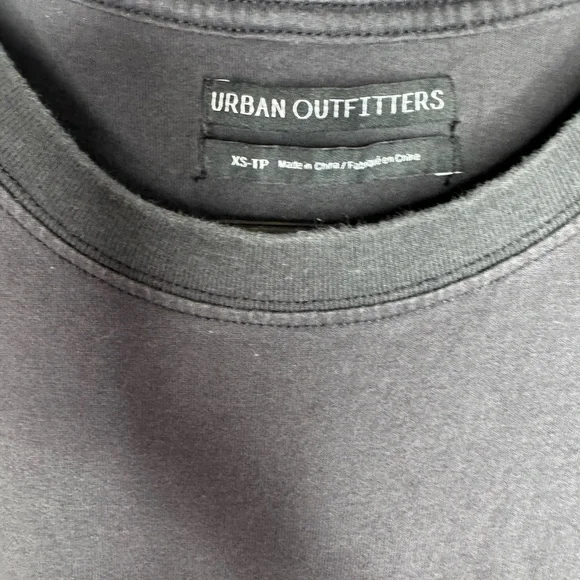 URBAN OUTFITTERS
XS-TP Made in China / Fabriqué en Chine